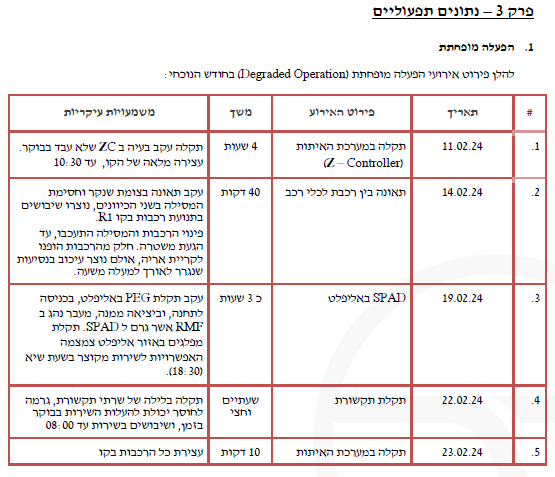 פרק 3 – נתונים תפעוליים
1. הפעלה מופחתת
להלן פירוט אירועי הפעלה מופחתת (Degraded Operation) בחודש הנוכחי:
# תאריך פירוט האירוע משך משמעויות עיקריות
1. 11.02.24 תקלה במערכת האיתות 4 שעות תקלה עקב בעיה ב ZC שלא עבד בבוקר.
(Z – Controller) עצירה מלאה של הקו, עד 10:30
2. 14.02.24 תאונה בין רכבת לכלי רכב 40 דקות עקב תאונה בצומת שנקר וחסימת
המסילה בשני הכיוונים, נוצרו שיבושים
בתנועת רכבות בקו R1.
פינוי הרכבות והמסילה התעכבו, עד
הגעת משטרה. חלק מהרכבות הופנו
לקריית אריה, אולם נוצר עיכוב בנסיעות
שנגרר לאורך למעלה משעה.
3. 19.02.24 SPAD באליפלט כ 3 שעות עקב תקלת PEG באליפלט, בכניסה
לתחנה, וביציאה ממנה, מעבר נהג ב
RMF אשר גרם ל SPAD. תקלת
מפלגים באזור אליפלט צמצמה
האפשרויות לשירות מקוצר בשעת שיא
(18:30).
4. 22.02.24 תקלת תקשורת שעתיים תקלה בלילה של שרתי תקשורת, גרמה
וחצי לחוסר יכולת להעלות השירות בבוקר
בזמן, ושיבושים בשירות עד 08:00
5. 23.02.24 תקלה במערכת האיתות 10 דקות עצירת כל הרכבות בקו